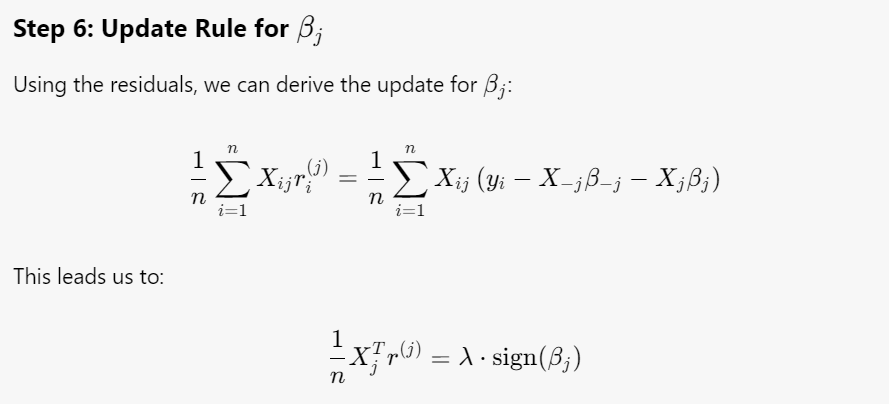 Step 6: Update Rule for $\beta_j$
Using the residuals, we can derive the update for $\beta_j$:
$$\frac{1}{n}\sum_{i=1}^{n} X_{ij} r_i^{(j)} = \frac{1}{n}\sum_{i=1}^{n} X_{ij}\left(y_i - X_{-j}\beta_{-j} - X_j\beta_j\right)$$
This leads us to:
$$\frac{1}{n} X_j^T r^{(j)} = \lambda \cdot \text{sign}(\beta_j)$$